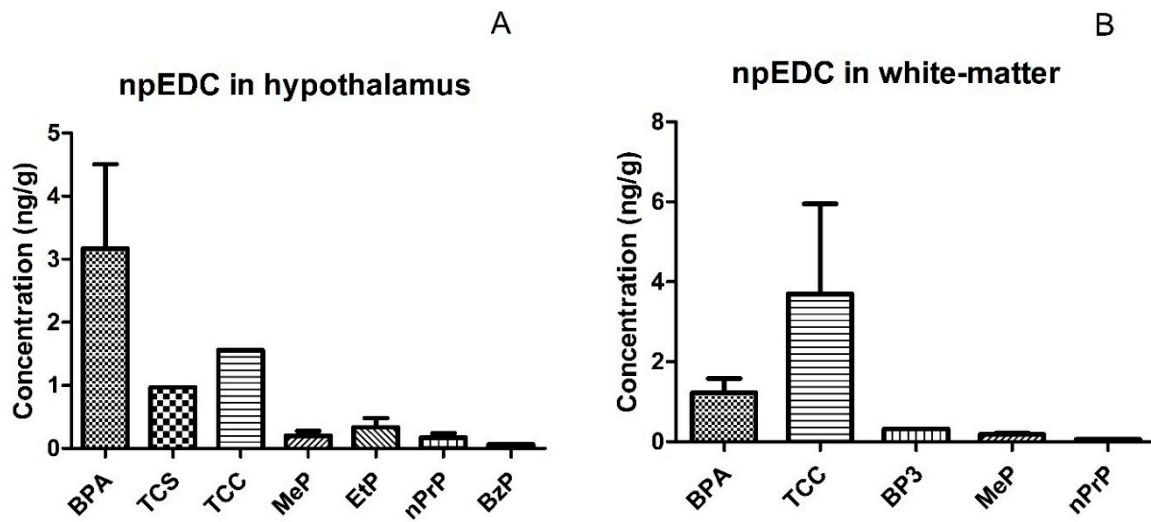 A
npEDC in hypothalamus
Concentration (ng/g)
5
4
3
2
1
0
BPA
TCS
TCC
MeP
EtP
nPrP
BzP
B
npEDC in white-matter
Concentration (ng/g)
8
6
4
2
0
BPA
TCC
BP3
MeP
nPrP